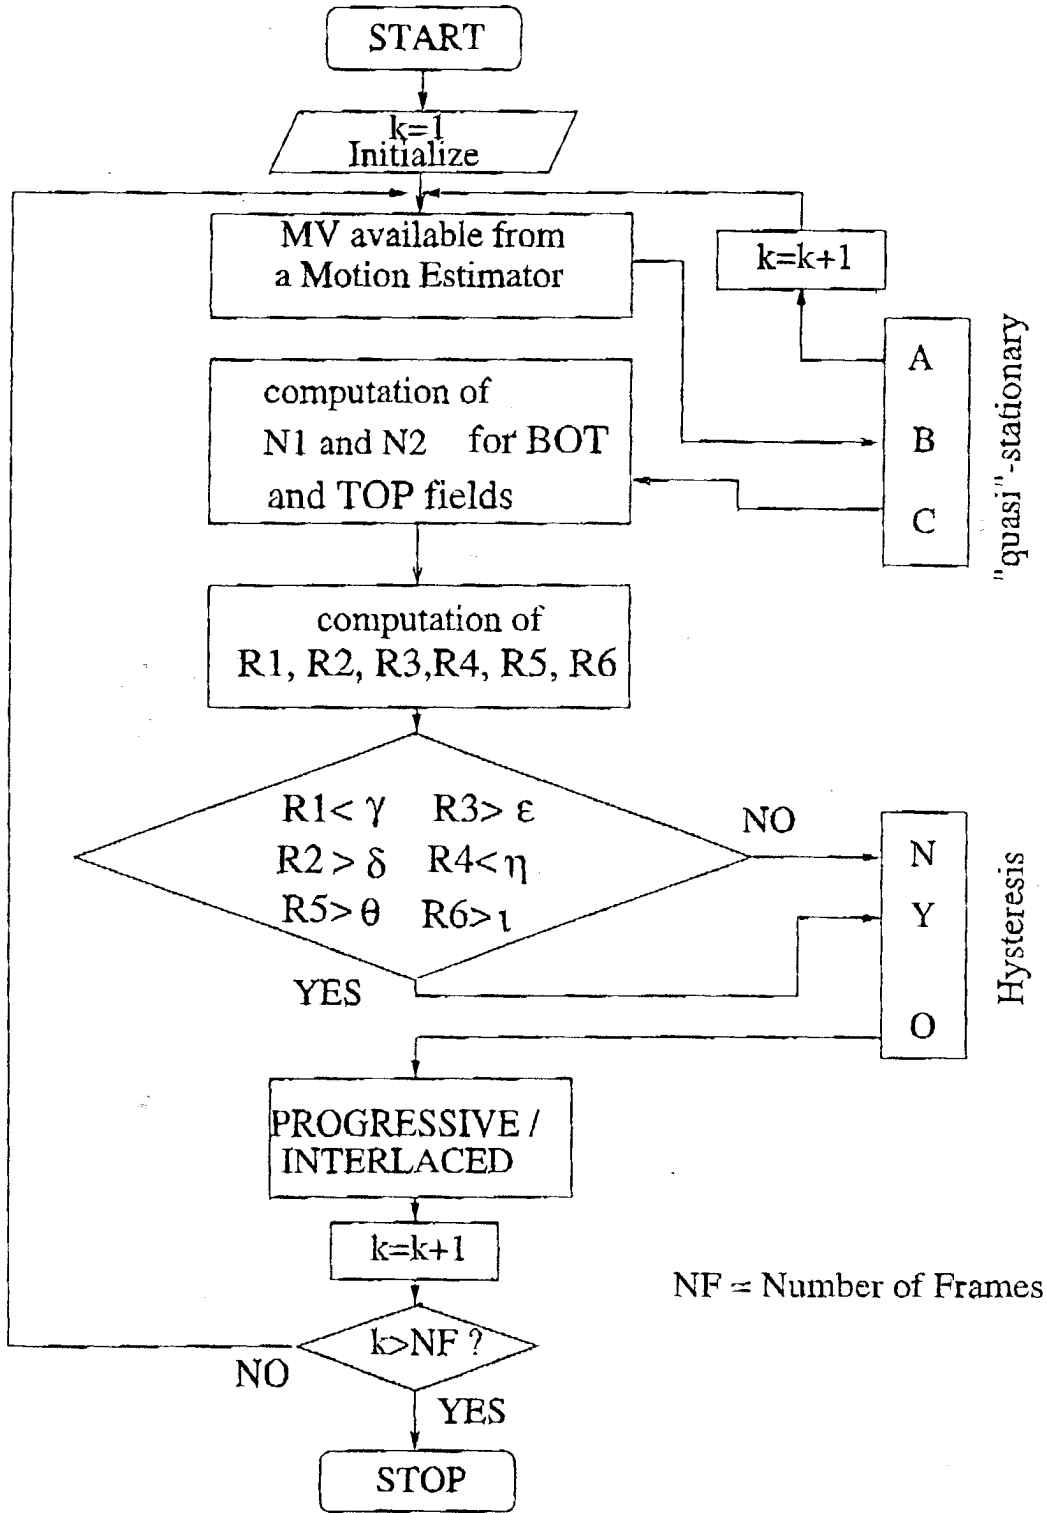 START
k=1
Initialize
MV available from
a Motion Estimator
k=k+1
A
B
C
"quasi"-stationary
computation of
N1 and N2 for BOT
and TOP fields
computation of
R1, R2, R3,R4, R5, R6
R1< γ R3> ε
R2 > δ R4< η
R5> θ R6> ι
NO
YES
N
Y
O
Hysteresis
PROGRESSIVE /
INTERLACED
k=k+1
NF = Number of Frames
k>NF ?
NO
YES
STOP